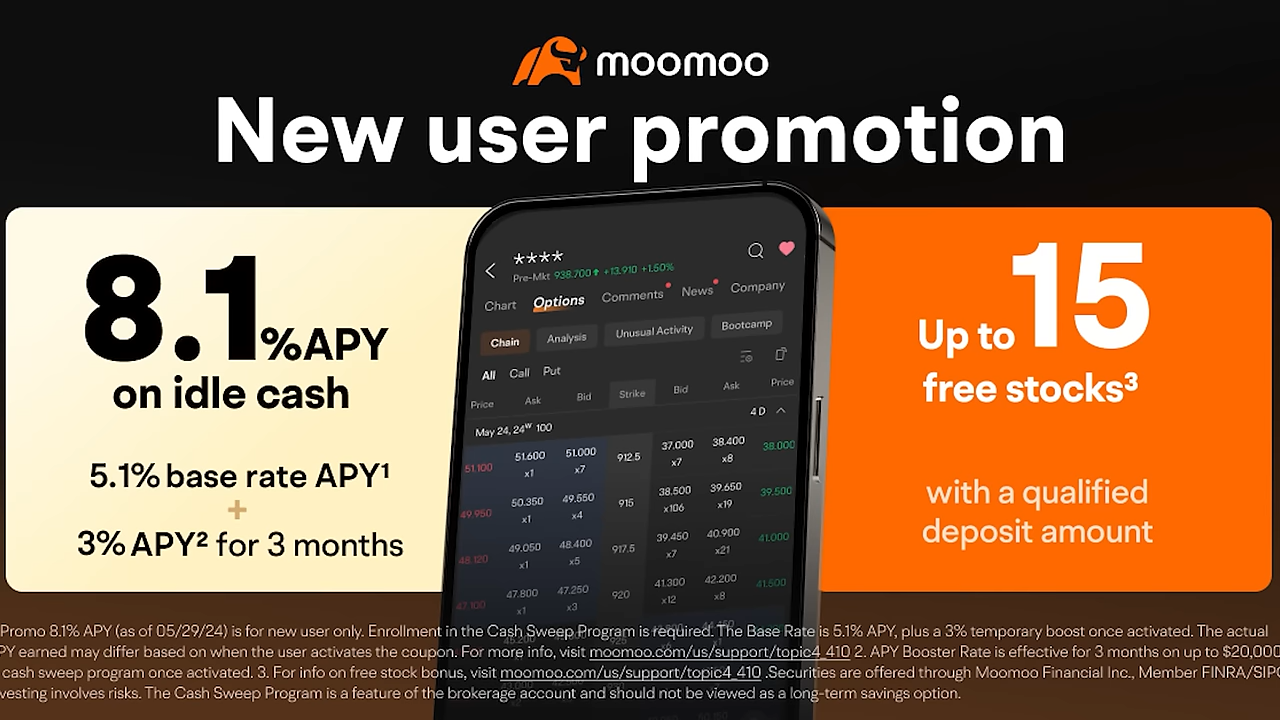 moomoo
New user promotion
8.1%APY
on idle cash
5.1% base rate APY¹
+
3% APY² for 3 months
****
Pre-Mkt 938.700↑ +13.910 +1.50%
Chart Options Comments News Company
Chain Analysis Unusual Activity Bootcamp
All Call Put
Price Ask Bid Strike Bid Ask Price
May 24, 24ᵂ 100 4 D
51.100 51.600 51.000 912.5 37.000 38.400 38.000
x1 x7 x7 x8
49.950 50.350 49.550 915 38.500 39.650 39.500
x1 x4 x106 x19
48.120 49.050 48.400 917.5 39.450 40.900 41.000
x1 x5 x7 x21
47.100 47.800 47.250 920 41.300 42.200 41.500
x1 x3 x12 x8
Up to 15
free stocks³
with a qualified
deposit amount
Promo 8.1% APY (as of 05/29/24) is for new user only. Enrollment in the Cash Sweep Program is required. The Base Rate is 5.1% APY, plus a 3% temporary boost once activated. The actual
PY earned may differ based on when the user activates the coupon. For more info, visit moomoo.com/us/support/topic4_410 2. APY Booster Rate is effective for 3 months on up to $20,000
cash sweep program once activated. 3. For info on free stock bonus, visit moomoo.com/us/support/topic4_410 .Securities are offered through Moomoo Financial Inc., Member FINRA/SIPC
vesting involves risks. The Cash Sweep Program is a feature of the brokerage account and should not be viewed as a long-term savings option.